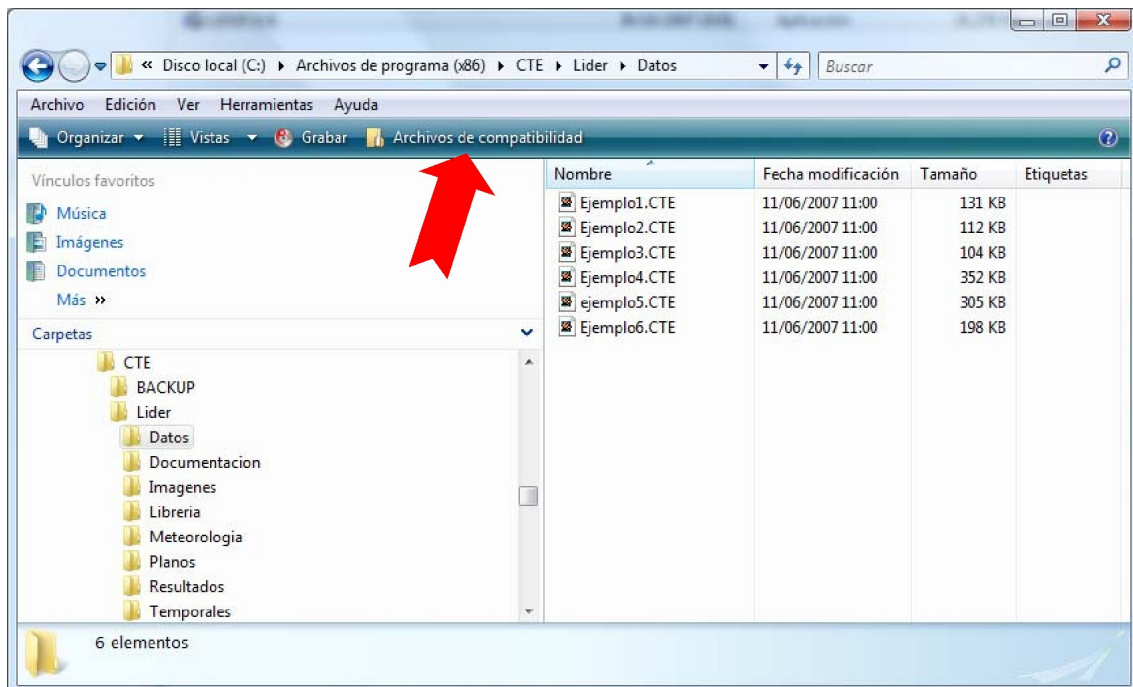 « Disco local (C:) ▸ Archivos de programa (x86) ▸ CTE ▸ Lider ▸ Datos Buscar
Archivo Edición Ver Herramientas Ayuda
Organizar Vistas Grabar Archivos de compatibilidad
Vínculos favoritos
Música
Imágenes
Documentos
Más »
Carpetas
CTE
BACKUP
Lider
Datos
Documentacion
Imagenes
Libreria
Meteorologia
Planos
Resultados
Temporales
Nombre Fecha modificación Tamaño Etiquetas
Ejemplo1.CTE 11/06/2007 11:00 131 KB
Ejemplo2.CTE 11/06/2007 11:00 112 KB
Ejemplo3.CTE 11/06/2007 11:00 104 KB
Ejemplo4.CTE 11/06/2007 11:00 352 KB
ejemplo5.CTE 11/06/2007 11:00 305 KB
Ejemplo6.CTE 11/06/2007 11:00 198 KB
6 elementos